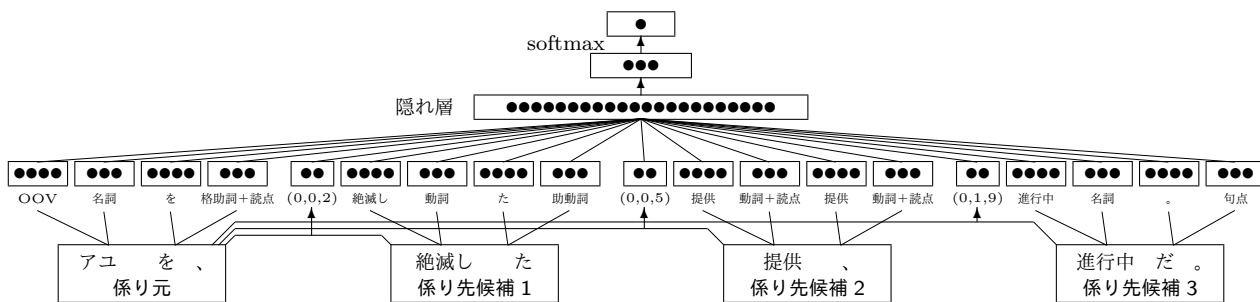 softmax
隠れ層
OOV 名詞 を 格助詞+読点 (0,0,2) 絶滅し 動詞 た 助動詞 (0,0,5) 提供 動詞+読点 提供 動詞+読点 (0,1,9) 進行中 名詞 。 句点
アユ を 、 絶滅し た 提供 、 進行中 だ 。
係り元 係り先候補1 係り先候補2 係り先候補3